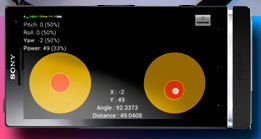 Pitch 0 (50%)
Roll: 0 (50%)
Yaw: -2 (50%)
Power: 49 (33%)
SONY
X : -2
Y : 49
Angle : 92.3373
Distance : 49.0408